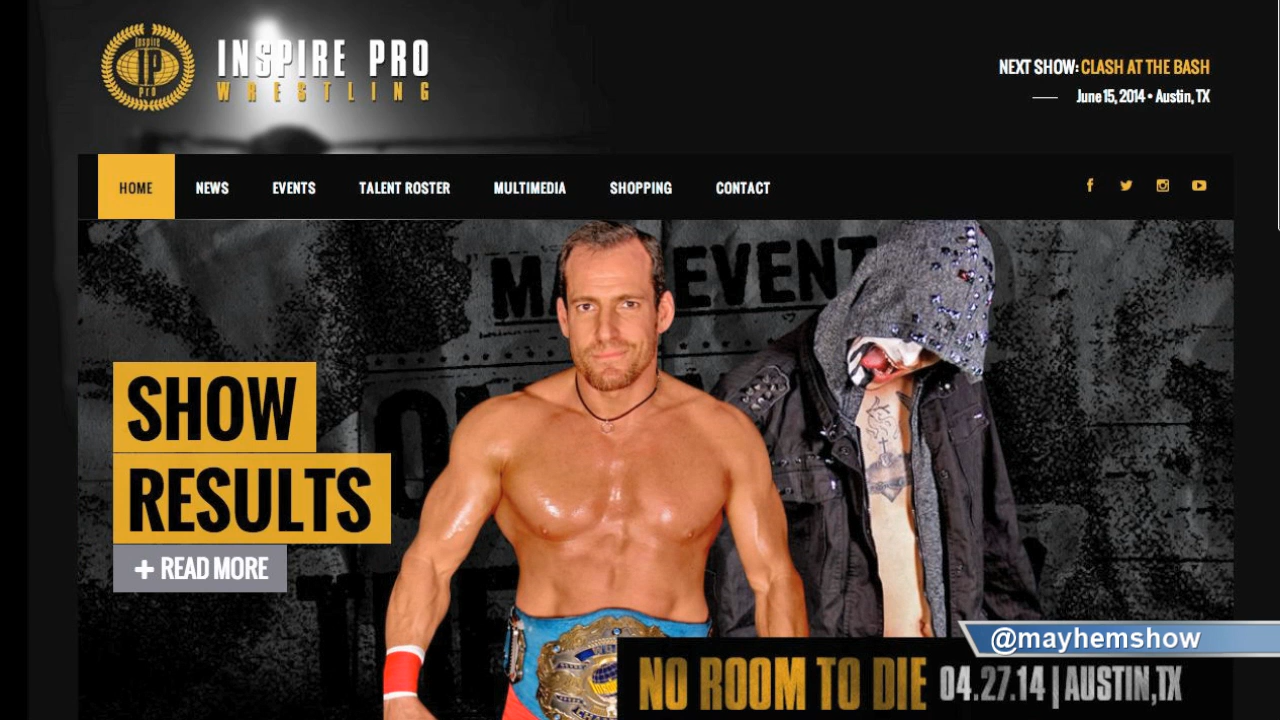 Inspire
IP
Pro
INSPIRE PRO
WRESTLING
NEXT SHOW: CLASH AT THE BASH
June 15, 2014 • Austin, TX
HOME NEWS EVENTS TALENT ROSTER MULTIMEDIA SHOPPING CONTACT
EVENT
SHOW
RESULTS
+ READ MORE
@mayhemshow
NO ROOM TO DIE 04.27.14 | AUSTIN, TX